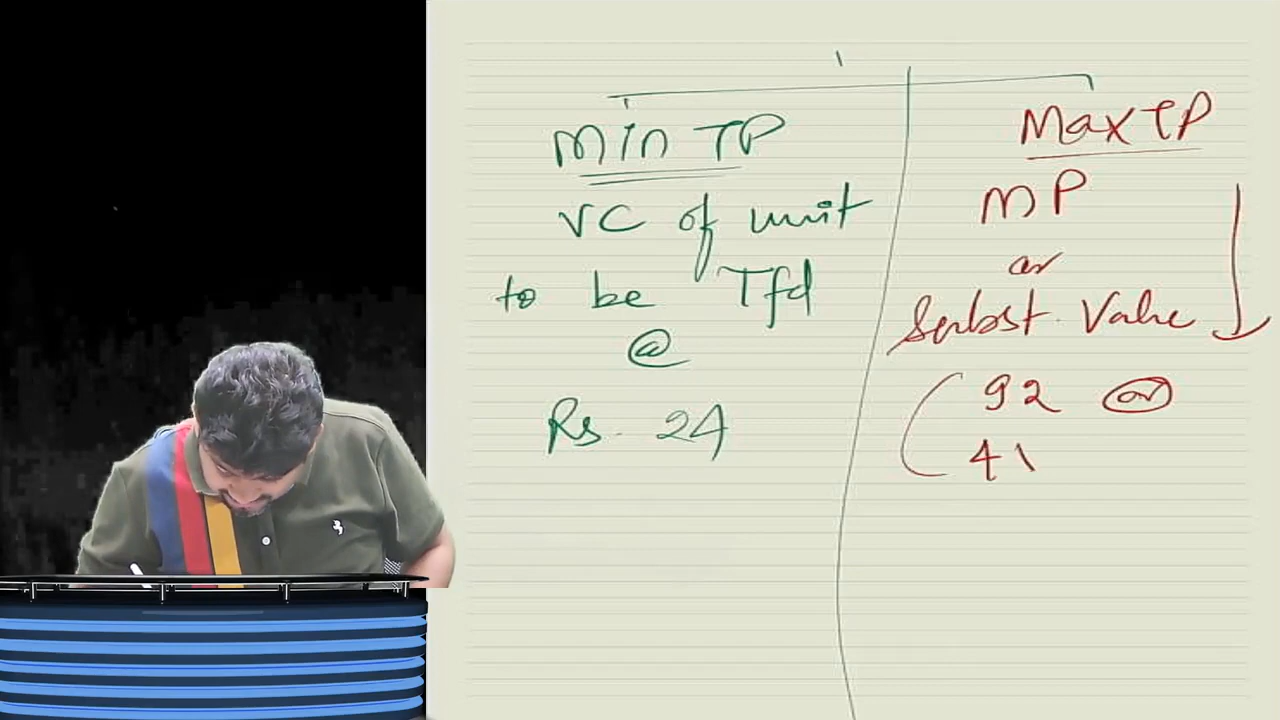 Min TP
VC of unit
to be Tfd
@
Rs. 24
Max TP
MP
or
Subst. Value
92 or
41